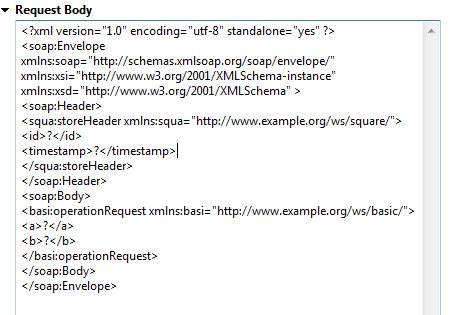 Request Body
<?xml version="1.0" encoding="utf-8" standalone="yes" ?>
<soap:Envelope
xmlns:soap="http://schemas.xmlsoap.org/soap/envelope/"
xmlns:xsi="http://www.w3.org/2001/XMLSchema-instance"
xmlns:xsd="http://www.w3.org/2001/XMLSchema" >
<soap:Header>
<squa:storeHeader xmlns:squa="http://www.example.org/ws/square/">
<id>?</id>
<timestamp>?</timestamp>
</squa:storeHeader>
</soap:Header>
<soap:Body>
<basi:operationRequest xmlns:basi="http://www.example.org/ws/basic/">
<a>?</a>
<b>?</b>
</basi:operationRequest>
</soap:Body>
</soap:Envelope>